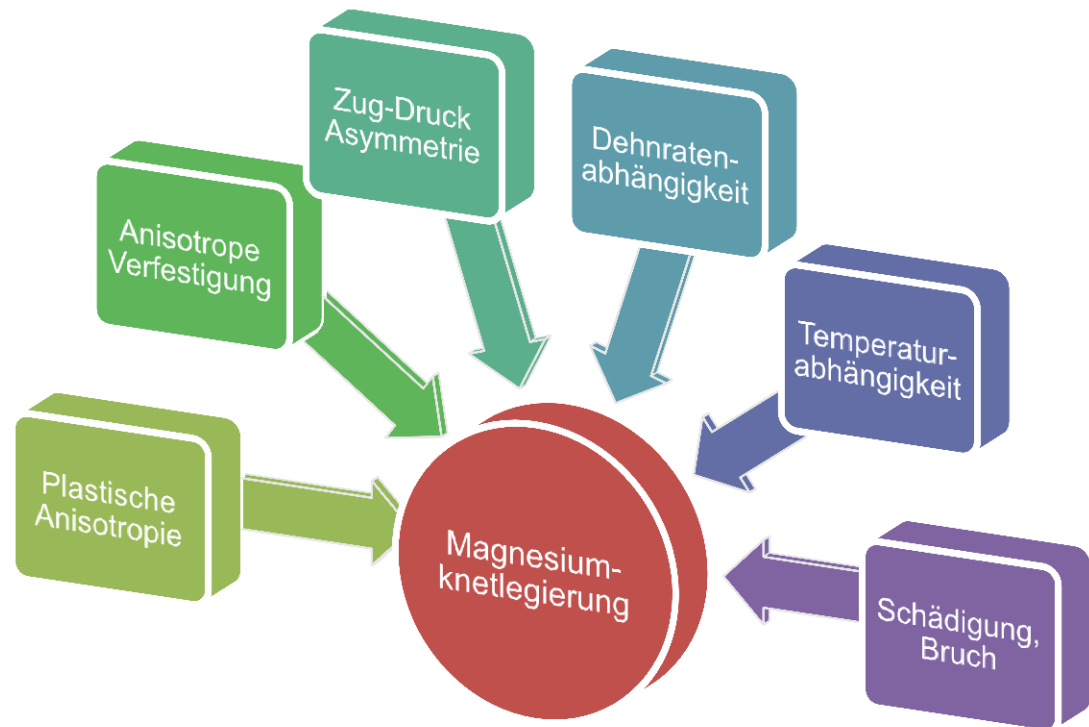 Zug-Druck
Asymmetrie
Dehnraten-
abhängigkeit
Anisotrope
Verfestigung
Temperatur-
abhängigkeit
Plastische
Anisotropie
Magnesium-
knetlegierung
Schädigung,
Bruch